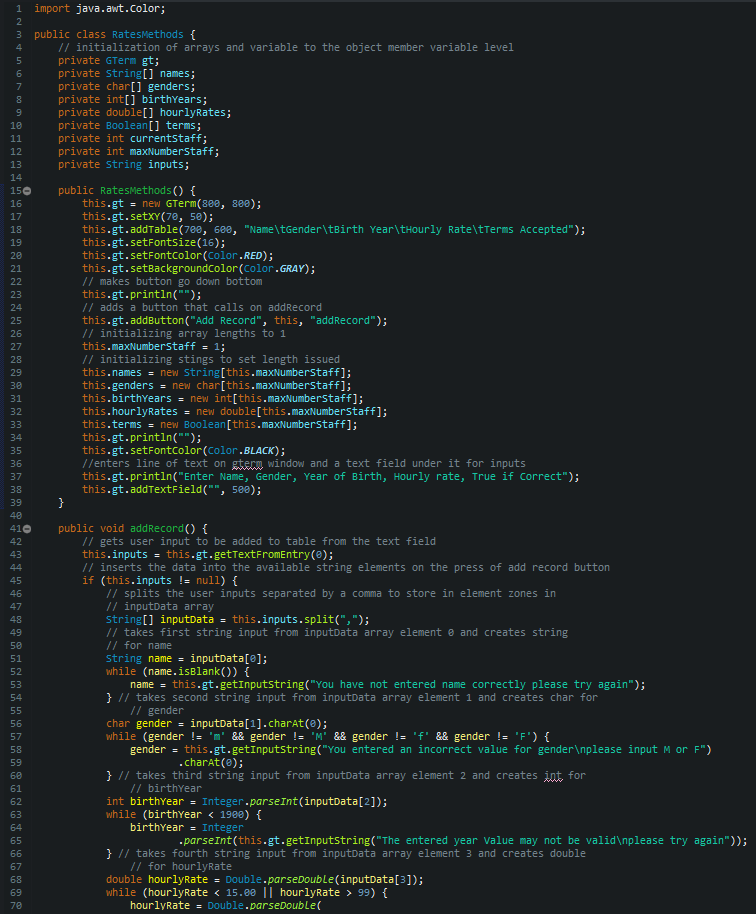 1 import java.awt.Color;
2
3 public class RatesMethods {
4 // initialization of arrays and variable to the object member variable level
5 private GTerm gt;
6 private String[] names;
7 private char[] genders;
8 private int[] birthYears;
9 private double[] hourlyRates;
10 private Boolean[] terms;
11 private int currentStaff;
12 private int maxNumberStaff;
13 private String inputs;
14
15 public RatesMethods() {
16 this.gt = new GTerm(800, 800);
17 this.gt.setXY(70, 50);
18 this.gt.addTable(700, 600, "Name\tGender\tBirth Year\tHourly Rate\tTerms Accepted");
19 this.gt.setFontSize(16);
20 this.gt.setFontColor(Color.RED);
21 this.gt.setBackgroundColor(Color.GRAY);
22 // makes button go down bottom
23 this.gt.println("");
24 // adds a button that calls on addRecord
25 this.gt.addButton("Add Record", this, "addRecord");
26 // initializing array lengths to 1
27 this.maxNumberStaff = 1;
28 // initializing stings to set length issued
29 this.names = new String[this.maxNumberStaff];
30 this.genders = new char[this.maxNumberStaff];
31 this.birthYears = new int[this.maxNumberStaff];
32 this.hourlyRates = new double[this.maxNumberStaff];
33 this.terms = new Boolean[this.maxNumberStaff];
34 this.gt.println("");
35 this.gt.setFontColor(Color.BLACK);
36 //enters line of text on gterm window and a text field under it for inputs
37 this.gt.println("Enter Name, Gender, Year of Birth, Hourly rate, True if Correct");
38 this.gt.addTextField("", 500);
39 }
40
41 public void addRecord() {
42 // gets user input to be added to table from the text field
43 this.inputs = this.gt.getTextFromEntry(0);
44 // inserts the data into the available string elements on the press of add record button
45 if (this.inputs != null) {
46 // splits the user inputs separated by a comma to store in element zones in
47 // inputData array
48 String[] inputData = this.inputs.split(",");
49 // takes first string input from inputData array element 0 and creates string
50 // for name
51 String name = inputData[0];
52 while (name.isBlank()) {
53 name = this.gt.getInputString("You have not entered name correctly please try again");
54 } // takes second string input from inputData array element 1 and creates char for
55 // gender
56 char gender = inputData[1].charAt(0);
57 while (gender != 'm' && gender != 'M' && gender != 'f' && gender != 'F') {
58 gender = this.gt.getInputString("You entered an incorrect value for gender\nplease input M or F")
59 .charAt(0);
60 } // takes third string input from inputData array element 2 and creates int for
61 // birthYear
62 int birthYear = Integer.parseInt(inputData[2]);
63 while (birthYear < 1900) {
64 birthYear = Integer
65 .parseInt(this.gt.getInputString("The entered year Value may not be valid\nplease try again"));
66 } // takes fourth string input from inputData array element 3 and creates double
67 // for hourlyRate
68 double hourlyRate = Double.parseDouble(inputData[3]);
69 while (hourlyRate < 15.00 || hourlyRate > 99) {
70 hourlyRate = Double.parseDouble(